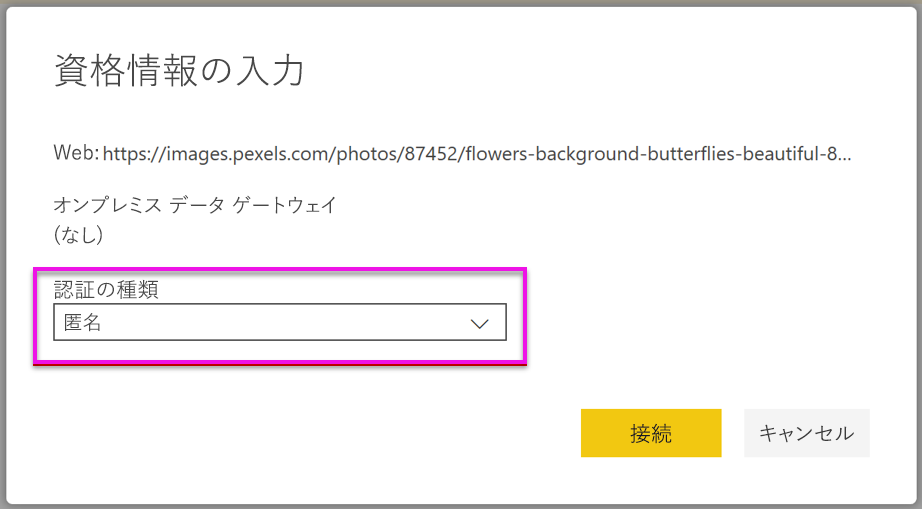 資格情報の入力
Web: https://images.pexels.com/photos/87452/flowers-background-butterflies-beautiful-8...
オンプレミス データ ゲートウェイ
(なし)
認証の種類
匿名
接続
キャンセル